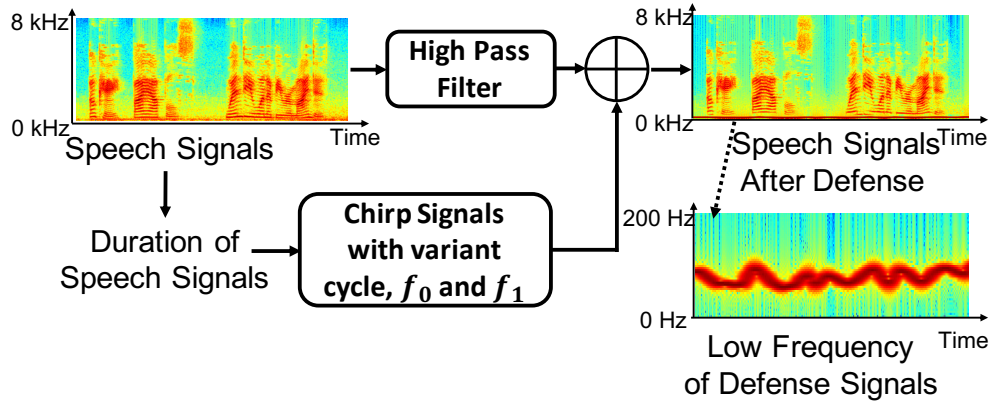 8 kHz
0 kHz
Time
Speech Signals
High Pass
Filter
8 kHz
0 kHz
Time
Speech Signals
After Defense
Duration of
Speech Signals
Chirp Signals
with variant
cycle, f₀ and f₁
200 Hz
0 Hz
Time
Low Frequency
of Defense Signals